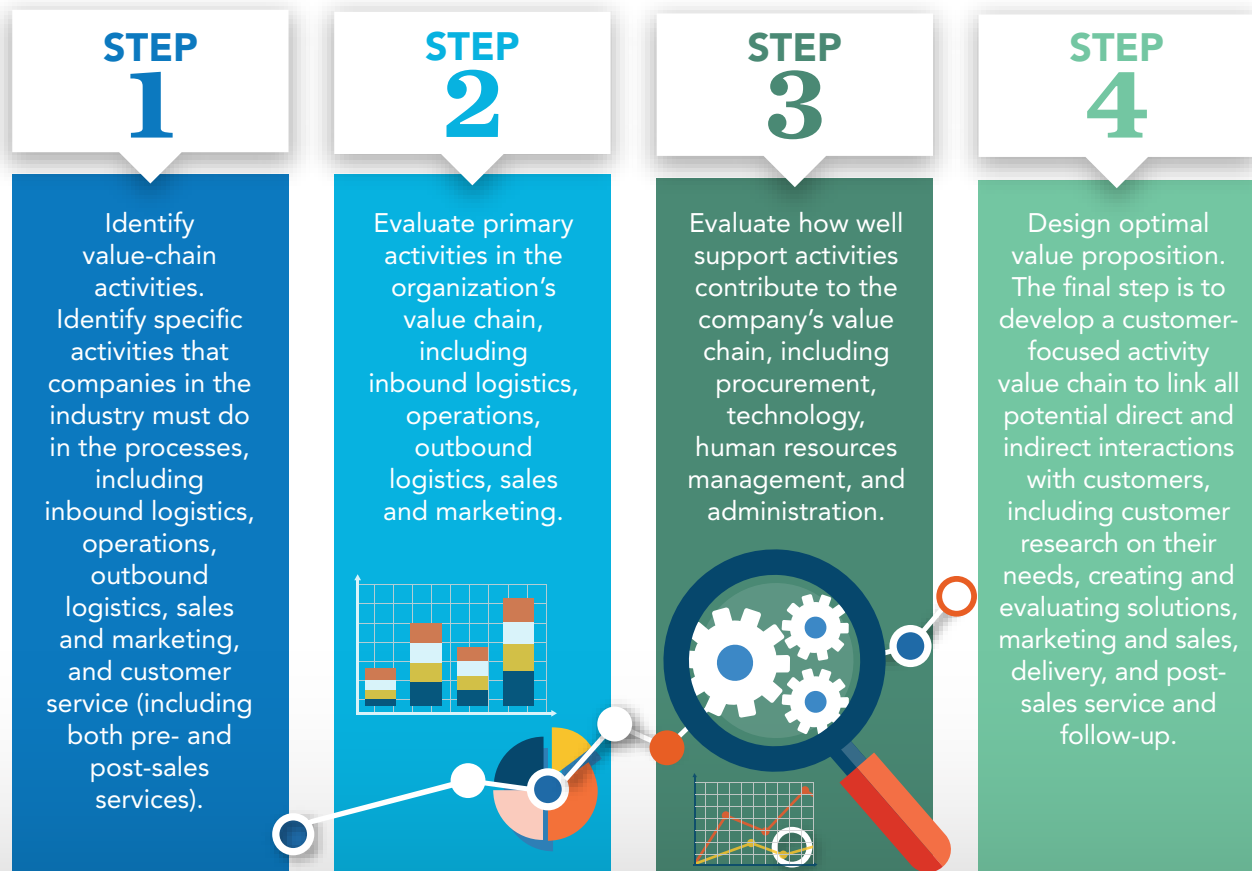 STEP
1
Identify
value-chain
activities.
Identify specific
activities that
companies in the
industry must do
in the processes,
including
inbound logistics,
operations,
outbound
logistics, sales
and marketing,
and customer
service (including
both pre- and
post-sales
services).
STEP
2
Evaluate primary
activities in the
organization’s
value chain,
including
inbound logistics,
operations,
outbound
logistics, sales
and marketing.
STEP
3
Evaluate how well
support activities
contribute to the
company’s value
chain, including
procurement,
technology,
human resources
management, and
administration.
STEP
4
Design optimal
value proposition.
The final step is to
develop a customer-
focused activity
value chain to link all
potential direct and
indirect interactions
with customers,
including customer
research on their
needs, creating and
evaluating solutions,
marketing and sales,
delivery, and post-
sales service and
follow-up.